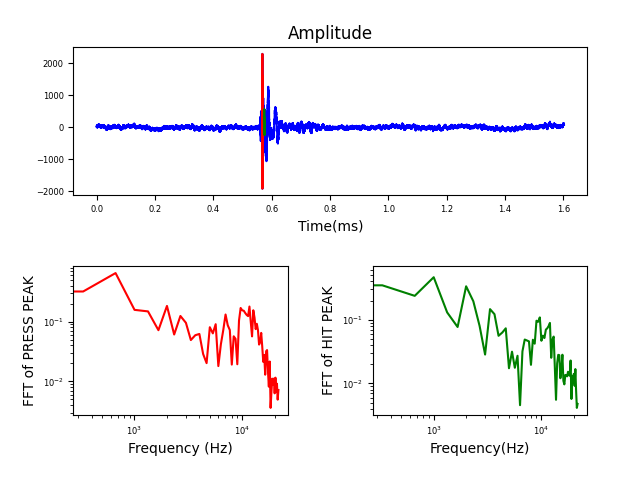 Amplitude
2000
1000
0
−1000
−2000
0.0 0.2 0.4 0.6 0.8 1.0 1.2 1.4 1.6
Time(ms)
FFT of PRESS PEAK
10⁻¹
10⁻²
10³ 10⁴
Frequency (Hz)
FFT of HIT PEAK
10⁻¹
10⁻²
10³ 10⁴
Frequency(Hz)